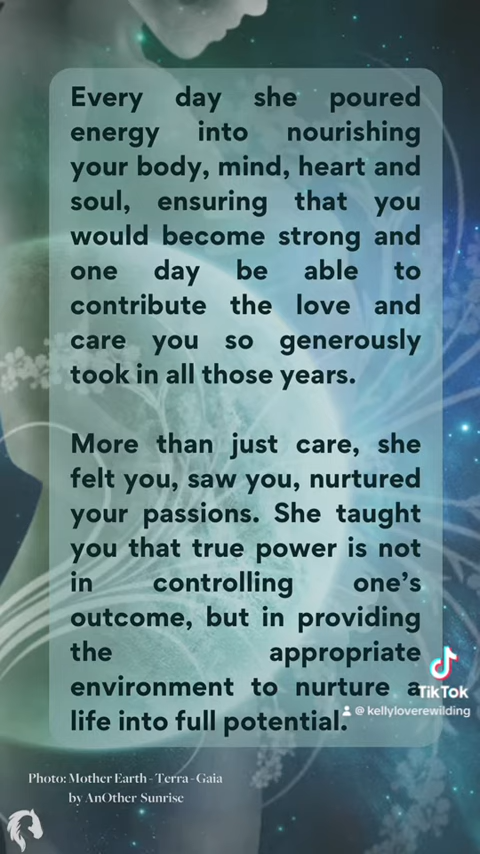 Every day she poured
energy into nourishing
your body, mind, heart and
soul, ensuring that you
would become strong and
one day be able to
contribute the love and
care you so generously
took in all those years.
More than just care, she
felt you, saw you, nurtured
your passions. She taught
you that true power is not
in controlling one’s
outcome, but in providing
the appropriate
environment to nurture a
life into full potential.
TikTok
@ kellyloverewilding
Photo: Mother Earth - Terra - Gaia
by AnOther Sunrise